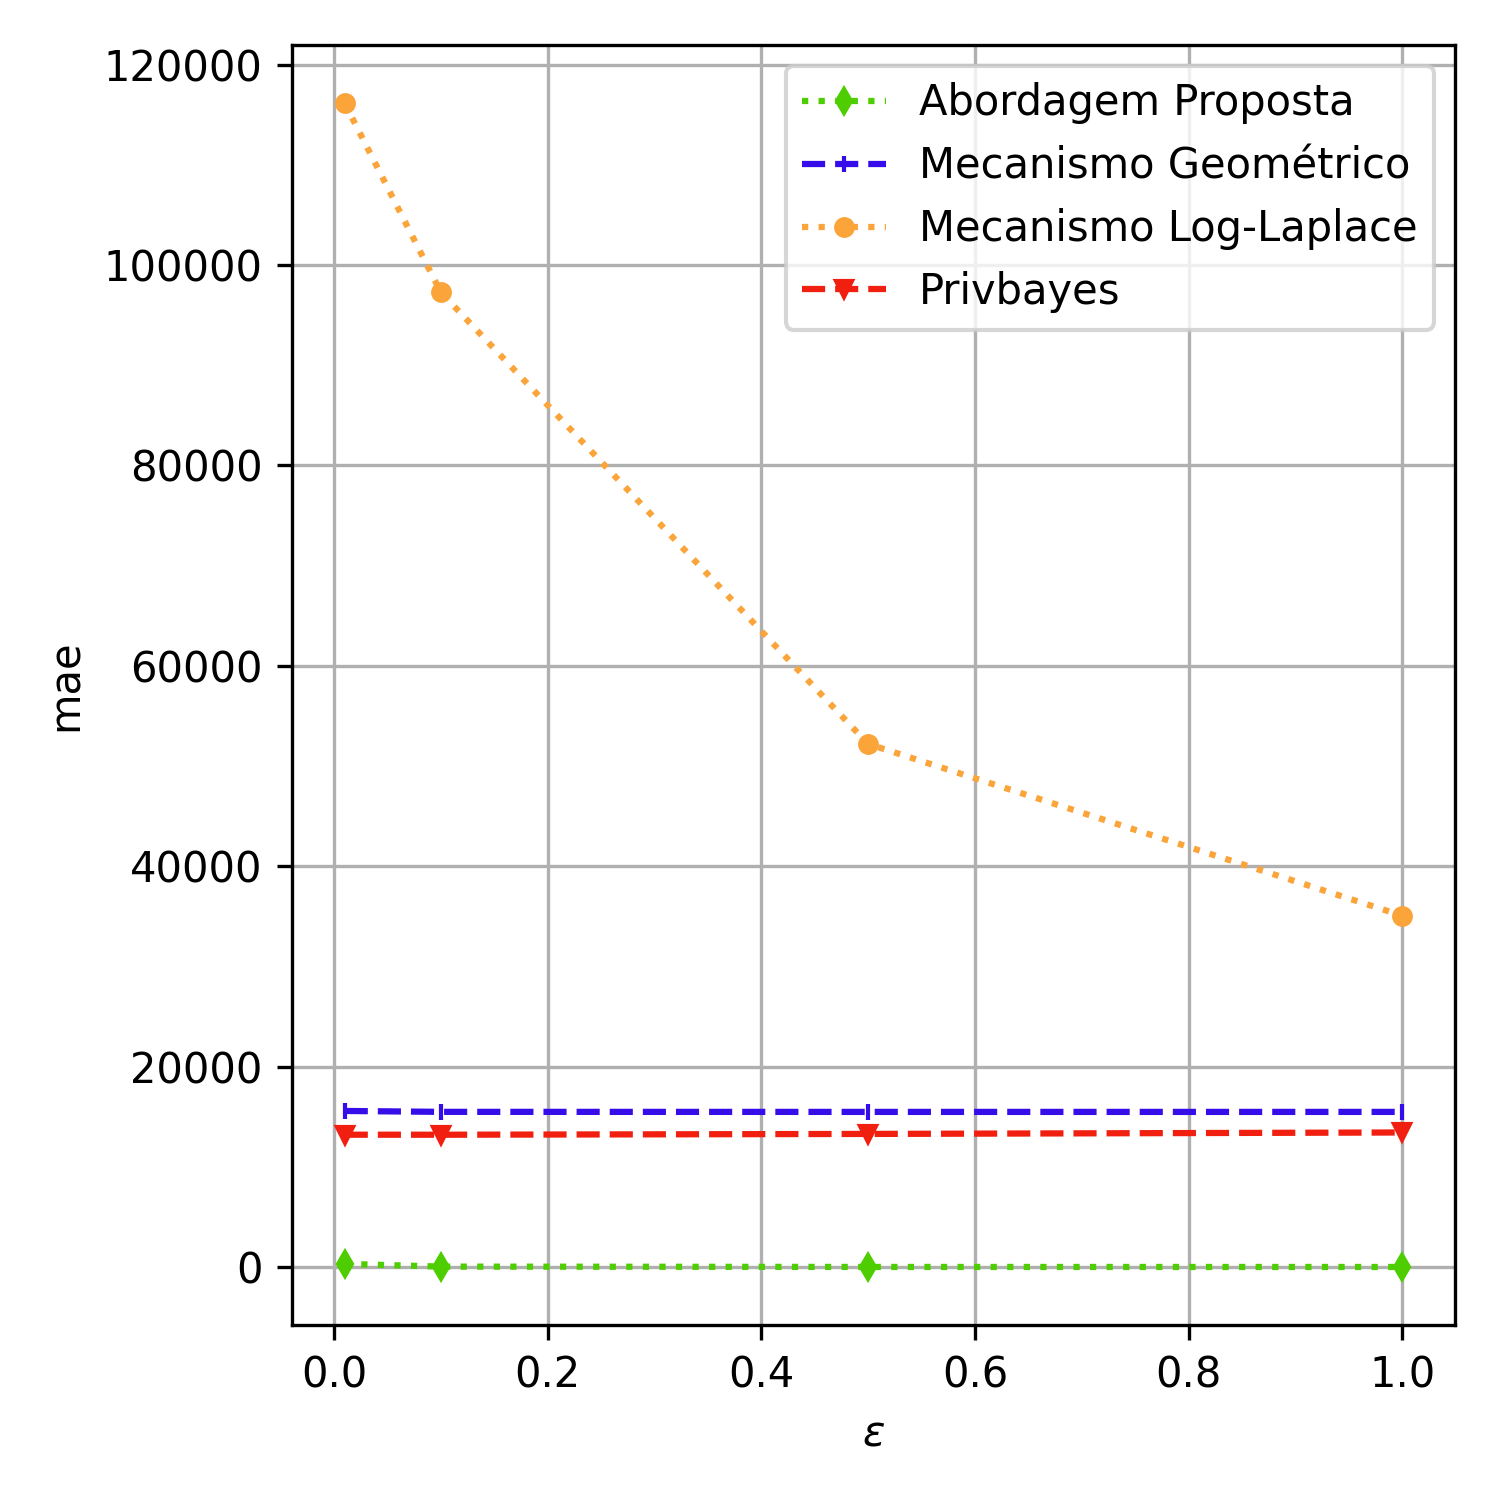 120000
100000
80000
60000
40000
20000
0
mae
Abordagem Proposta
Mecanismo Geométrico
Mecanismo Log-Laplace
Privbayes
0.0 0.2 0.4 0.6 0.8 1.0
ε